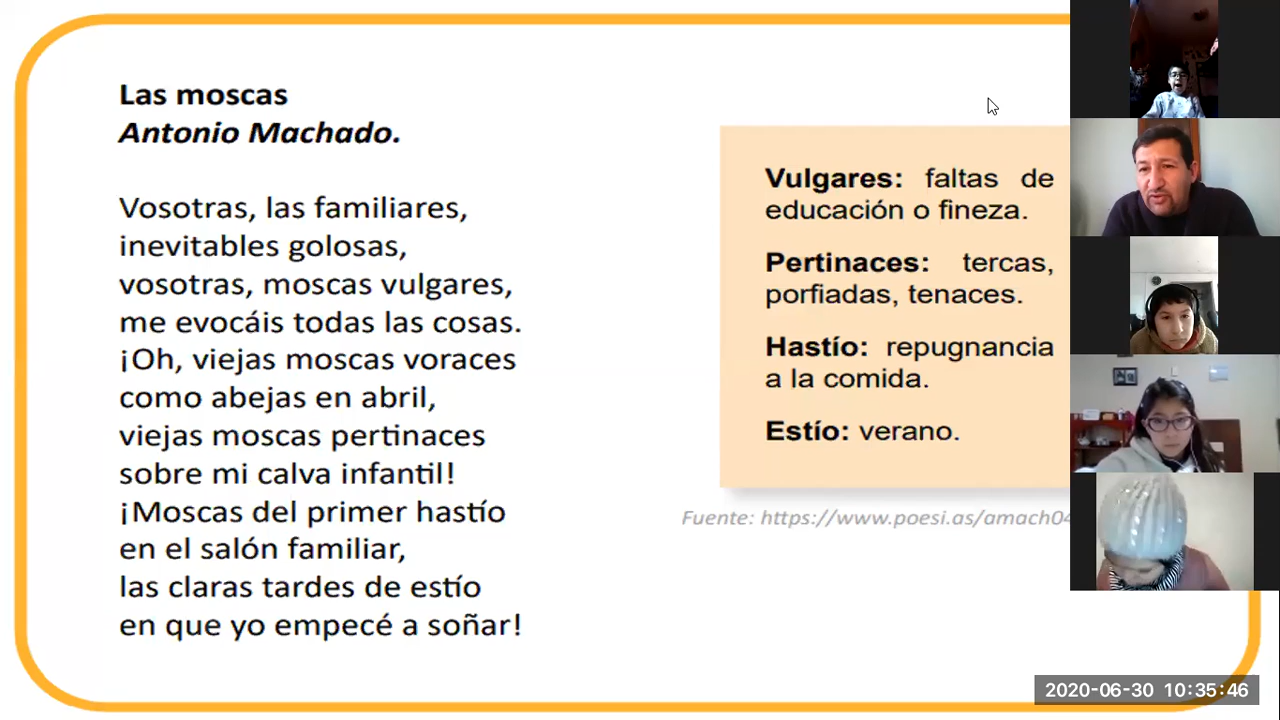 Las moscas
Antonio Machado.
Vosotras, las familiares,
inevitables golosas,
vosotras, moscas vulgares,
me evocáis todas las cosas.
¡Oh, viejas moscas voraces
como abejas en abril,
viejas moscas pertinaces
sobre mi calva infantil!
¡Moscas del primer hastío
en el salón familiar,
las claras tardes de estío
en que yo empecé a soñar!
Vulgares: faltas de
educación o fineza.
Pertinaces: tercas,
porfiadas, tenaces.
Hastío: repugnancia
a la comida.
Estío: verano.
Fuente: https://www.poesi.as/amach04
2020-06-30 10:35:46